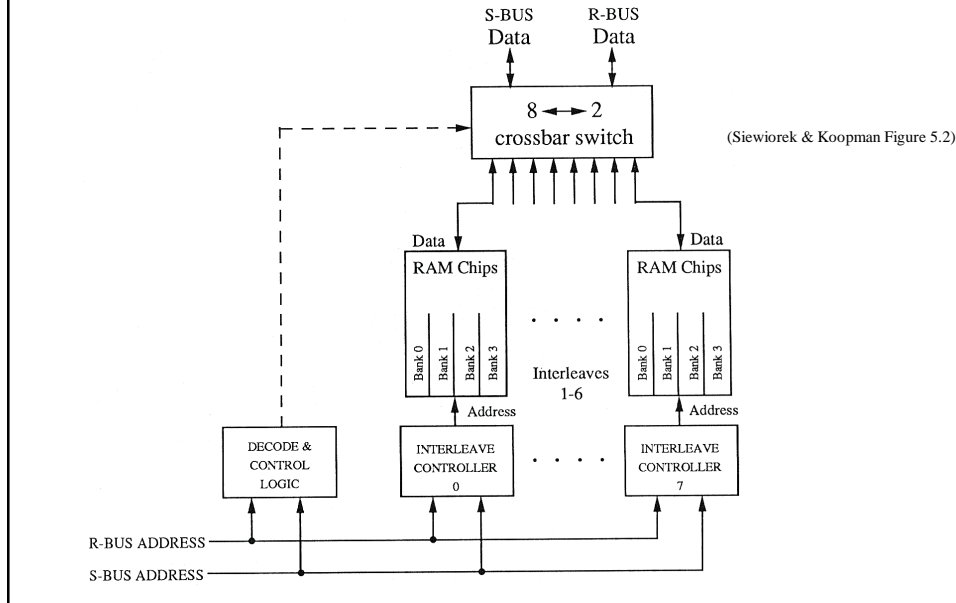 S-BUS R-BUS
Data Data
8 2
crossbar switch
(Siewiorek & Koopman Figure 5.2)
Data Data
RAM Chips RAM Chips
Bank 0 Bank 1 Bank 2 Bank 3 Bank 0 Bank 1 Bank 2 Bank 3
Interleaves
1-6
Address Address
DECODE & INTERLEAVE INTERLEAVE
CONTROL CONTROLLER CONTROLLER
LOGIC 0 7
R-BUS ADDRESS
S-BUS ADDRESS